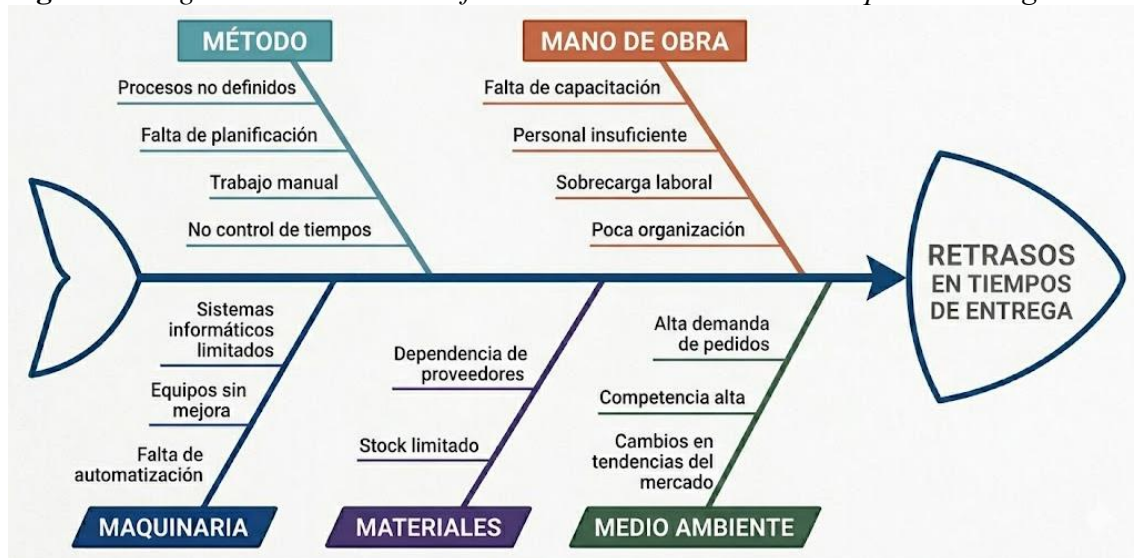 MÉTODO
Procesos no definidos
Falta de planificación
Trabajo manual
No control de tiempos
MANO DE OBRA
Falta de capacitación
Personal insuficiente
Sobrecarga laboral
Poca organización
RETRASOS
EN TIEMPOS
DE ENTREGA
Sistemas
informáticos
limitados
Equipos sin
mejora
Falta de
automatización
MAQUINARIA
Dependencia de
proveedores
Stock limitado
MATERIALES
Alta demanda
de pedidos
Competencia alta
Cambios en
tendencias del
mercado
MEDIO AMBIENTE